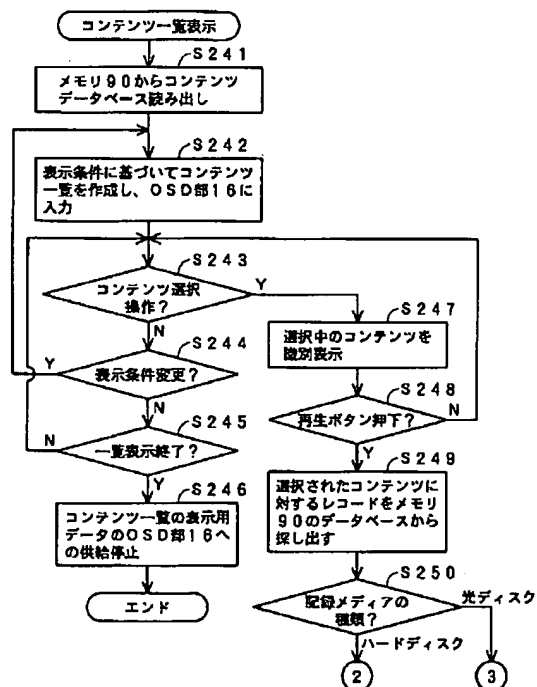 コンテンツ一覧表示
S241
メモリ90からコンテンツ
データベース読み出し
S242
表示条件に基づいてコンテンツ
一覧を作成し、OSD部16に
入力
S243
コンテンツ選択
操作?
Y
N
S244
表示条件変更?
Y
N
S245
一覧表示終了?
N
Y
S246
コンテンツ一覧の表示用
データのOSD部16へ
の供給停止
エンド
S247
選択中のコンテンツを
識別表示
S248
再生ボタン押下?
N
Y
S249
選択されたコンテンツに
対するレコードをメモリ
90のデータベースから
探し出す
S250
記録メディアの
種類?
光ディスク
ハードディスク
2
3